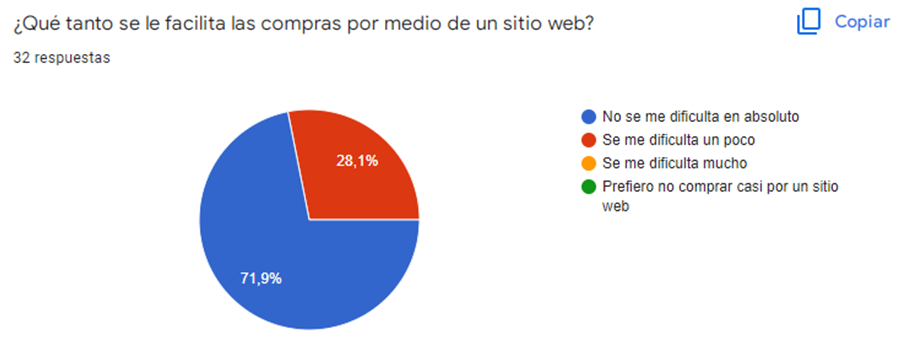 ¿Qué tanto se le facilita las compras por medio de un sitio web?
Copiar
32 respuestas
No se me dificulta en absoluto
Se me dificulta un poco
Se me dificulta mucho
Prefiero no comprar casi por un sitio
web
28,1%
71,9%